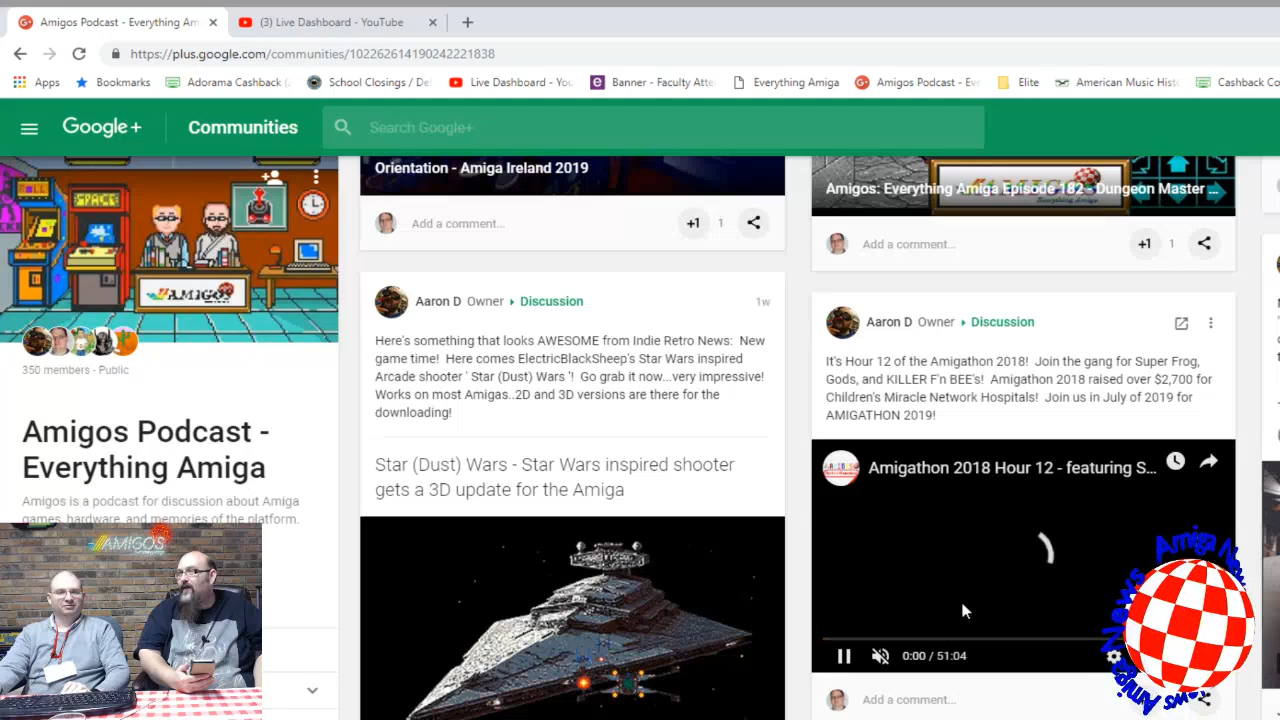 Amigos Podcast - Everything Am
(3) Live Dashboard - YouTube
https://plus.google.com/communities/102262614190242221838
Apps
Bookmarks
Adorama Cashback (
School Closings / De
Live Dashboard - You
Banner - Faculty Atte
Everything Amiga
Amigos Podcast - Eve
Elite
American Music Hist
Cashback Co
Google+
Communities
Search Google+
SPACE
AMIGOS
350 members - Public
Amigos Podcast -
Everything Amiga
Amigos is a podcast for discussion about Amiga
games, hardware, and memories of the platform.
AMIGOS
Orientation - Amiga Ireland 2019
Add a comment...
+1
1
Aaron D Owner Discussion
1w
Here's something that looks AWESOME from Indie Retro News: New
game time! Here comes ElectricBlackSheep's Star Wars inspired
Arcade shooter ' Star (Dust) Wars '! Go grab it now...very impressive!
Works on most Amigas..2D and 3D versions are there for the
downloading!
Star (Dust) Wars - Star Wars inspired shooter
gets a 3D update for the Amiga
Amigos: Everything Amiga Episode 182 - Dungeon Master ...
Add a comment...
+1
1
Aaron D Owner Discussion
It's Hour 12 of the Amigathon 2018! Join the gang for Super Frog,
Gods, and KILLER F'n BEE's! Amigathon 2018 raised over $2,700 for
Children's Miracle Network Hospitals! Join us in July of 2019 for
AMIGATHON 2019!
Amigathon 2018 Hour 12 - featuring S...
0:00 / 51:04
Add a comment...
Amiga
News
Amiga